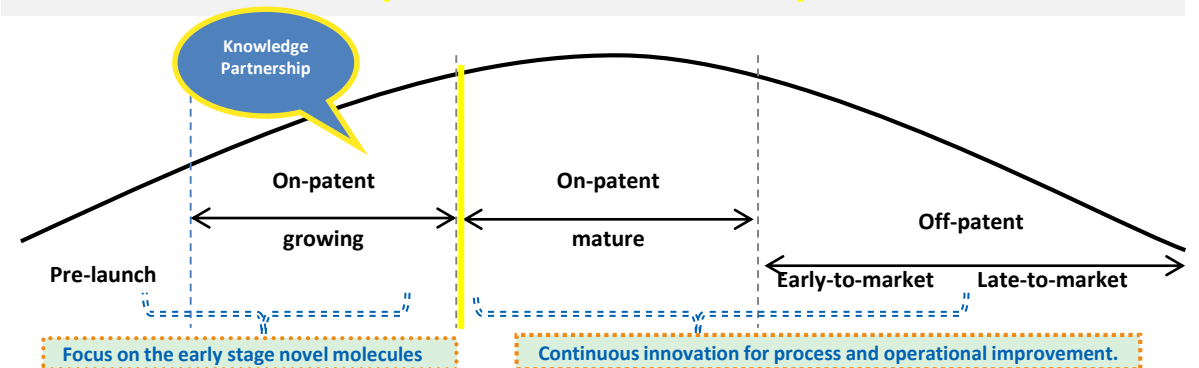 Knowledge
Partnership
On-patent
On-patent
growing
mature
Off-patent
Pre-launch
Early-to-market
Late-to-market
Focus on the early stage novel molecules
Continuous innovation for process and operational improvement.